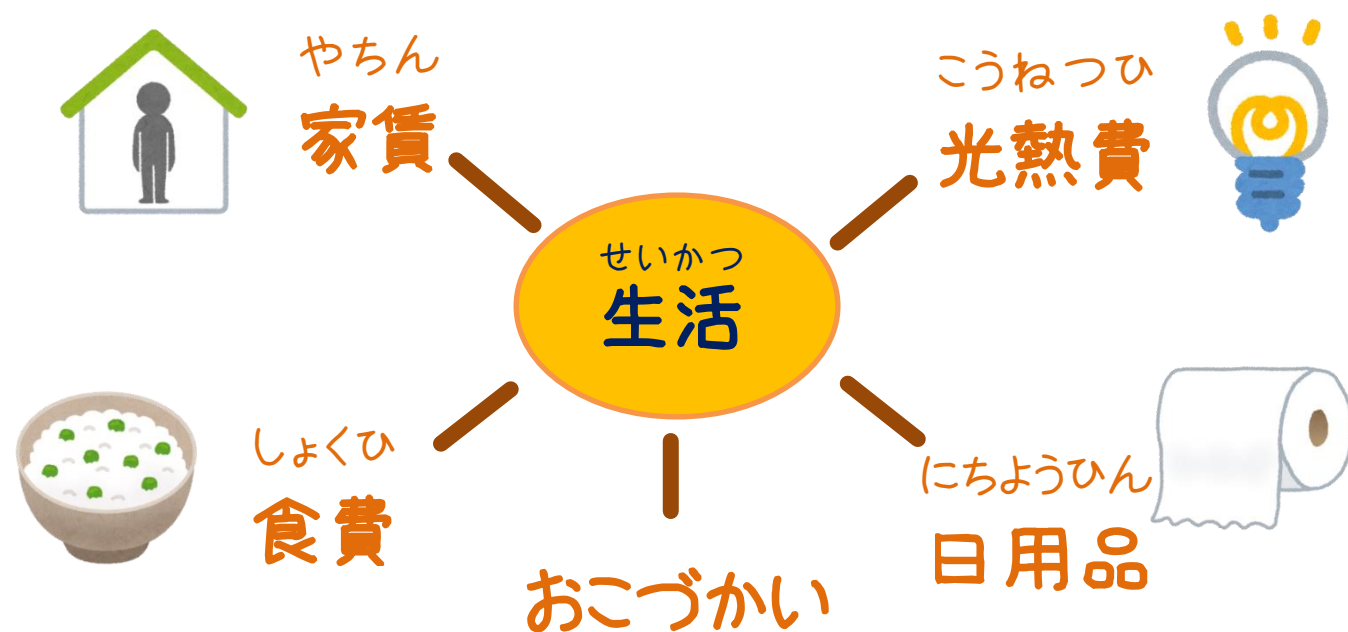 やちん
家賃
こうねつひ
光熱費
せいかつ
生活
しょくひ
食費
にちようひん
日用品
おこづかい